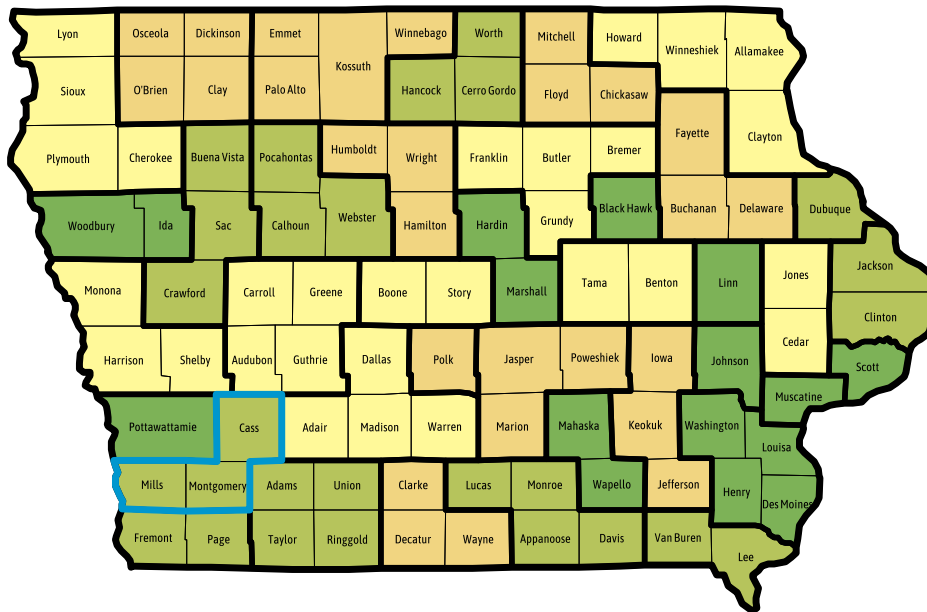 Lyon
Osceola
Dickinson
Emmet
Winnebago
Worth
Mitchell
Howard
Winneshiek
Allamakee
Kossuth
Sioux
O'Brien
Clay
Palo Alto
Hancock
Cerro Gordo
Floyd
Chickasaw
Fayette
Clayton
Plymouth
Cherokee
Buena Vista
Pocahontas
Humboldt
Wright
Franklin
Butler
Bremer
Woodbury
Ida
Sac
Calhoun
Webster
Hamilton
Hardin
Grundy
Black Hawk
Buchanan
Delaware
Dubuque
Monona
Crawford
Carroll
Greene
Boone
Story
Marshall
Tama
Benton
Linn
Jones
Jackson
Clinton
Harrison
Shelby
Audubon
Guthrie
Dallas
Polk
Jasper
Poweshiek
Iowa
Johnson
Cedar
Scott
Muscatine
Pottawattamie
Cass
Adair
Madison
Warren
Marion
Mahaska
Keokuk
Washington
Louisa
Mills
Montgomery
Adams
Union
Clarke
Lucas
Monroe
Wapello
Jefferson
Henry
Des Moines
Fremont
Page
Taylor
Ringgold
Decatur
Wayne
Appanoose
Davis
Van Buren
Lee